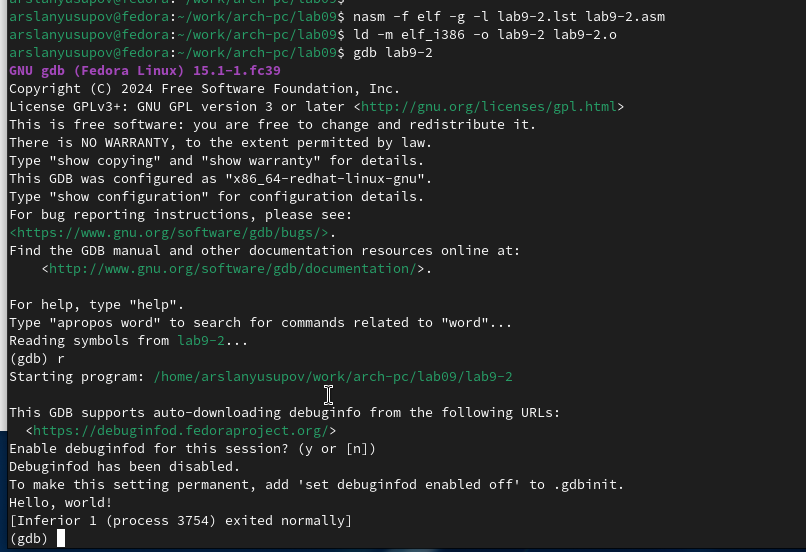 arslanyusupov@fedora:~/work/arch-pc/lab09$ nasm -f elf -g -l lab9-2.lst lab9-2.asm
arslanyusupov@fedora:~/work/arch-pc/lab09$ ld -m elf_i386 -o lab9-2 lab9-2.o
arslanyusupov@fedora:~/work/arch-pc/lab09$ gdb lab9-2
GNU gdb (Fedora Linux) 15.1-1.fc39
Copyright (C) 2024 Free Software Foundation, Inc.
License GPLv3+: GNU GPL version 3 or later <http://gnu.org/licenses/gpl.html>
This is free software: you are free to change and redistribute it.
There is NO WARRANTY, to the extent permitted by law.
Type "show copying" and "show warranty" for details.
This GDB was configured as "x86_64-redhat-linux-gnu".
Type "show configuration" for configuration details.
For bug reporting instructions, please see:
<https://www.gnu.org/software/gdb/bugs/>.
Find the GDB manual and other documentation resources online at:
    <http://www.gnu.org/software/gdb/documentation/>.

For help, type "help".
Type "apropos word" to search for commands related to "word"...
Reading symbols from lab9-2...
(gdb) r
Starting program: /home/arslanyusupov/work/arch-pc/lab09/lab9-2

This GDB supports auto-downloading debuginfo from the following URLs:
  <https://debuginfod.fedoraproject.org/>
Enable debuginfod for this session? (y or [n])
Debuginfod has been disabled.
To make this setting permanent, add 'set debuginfod enabled off' to .gdbinit.
Hello, world!
[Inferior 1 (process 3754) exited normally]
(gdb)